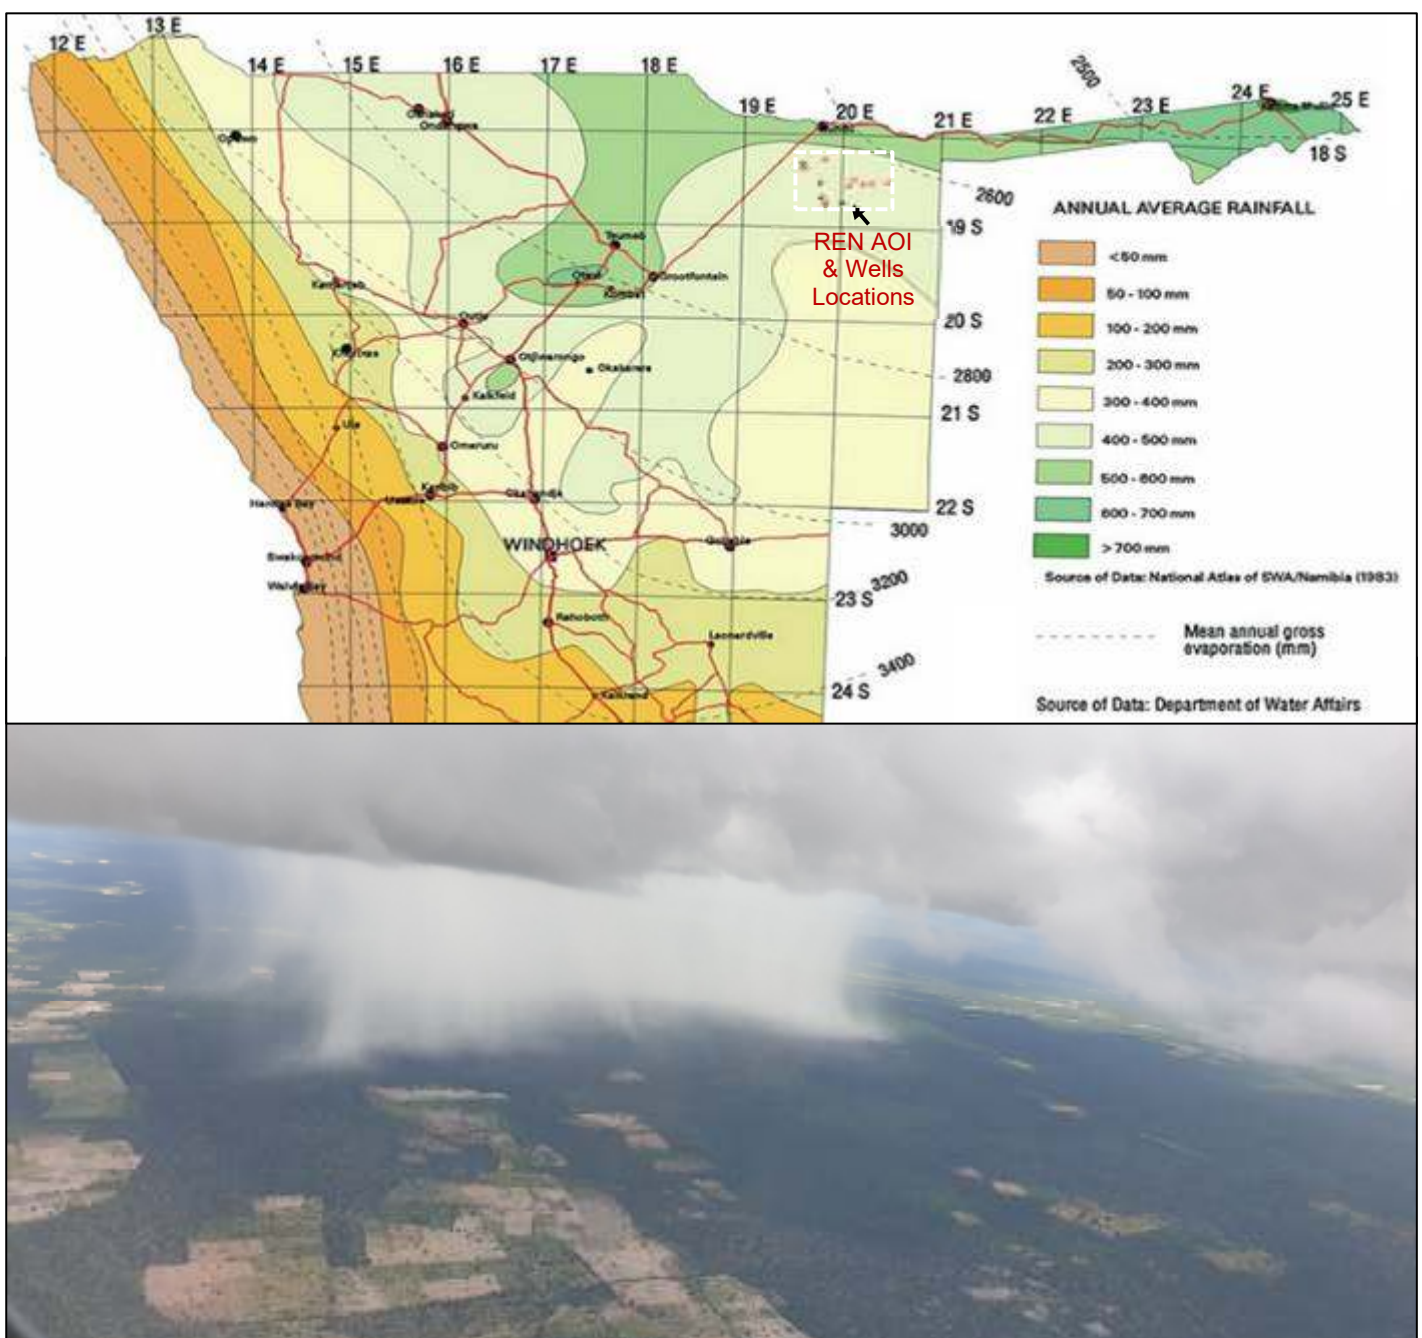 12 E
13 E
14 E
15 E
16 E
17 E
18 E
19 E
20 E
21 E
22 E
23 E
24 E
25 E
2500
18 S
2600
ANNUAL AVERAGE RAINFALL
19 S
REN AOI
& Wells
Locations
<50 mm
50 - 100 mm
100 - 200 mm
200 - 300 mm
300 - 400 mm
400 - 500 mm
500 - 600 mm
600 - 700 mm
>700 mm
Source of Data: National Atlas of SWA/Namibia (1983)
Mean annual gross
evaporation (mm)
Source of Data: Department of Water Affairs
Opuwo
Tsumeb
Otavi
Kombat
Grootfontein
Kamanjab
Outjo
20 S
Khorixas
Otjiwarongo
Okakarara
2800
Kalkfeld
21 S
Uis
Omaruru
Karibib
Usakos
Okahandja
Henties Bay
22 S
3000
WINDHOEK
Gobabis
Swakopmund
Walvis Bay
23 S
3200
Rehoboth
Leonardville
3400
Kalkrand
24 S